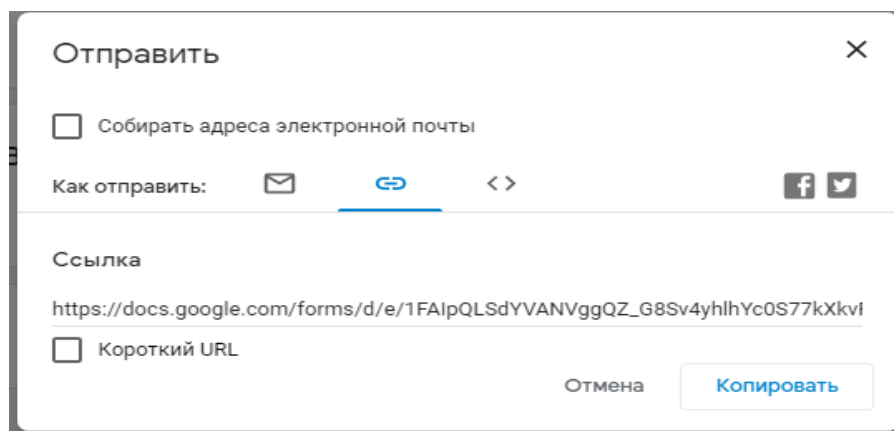 Отправить
Собирать адреса электронной почты
Как отправить:
Ссылка
https://docs.google.com/forms/d/e/1FAIpQLSdYVANVggQZ_G8Sv4yhlhYc0S77kXkv
Короткий URL
Отмена Копировать